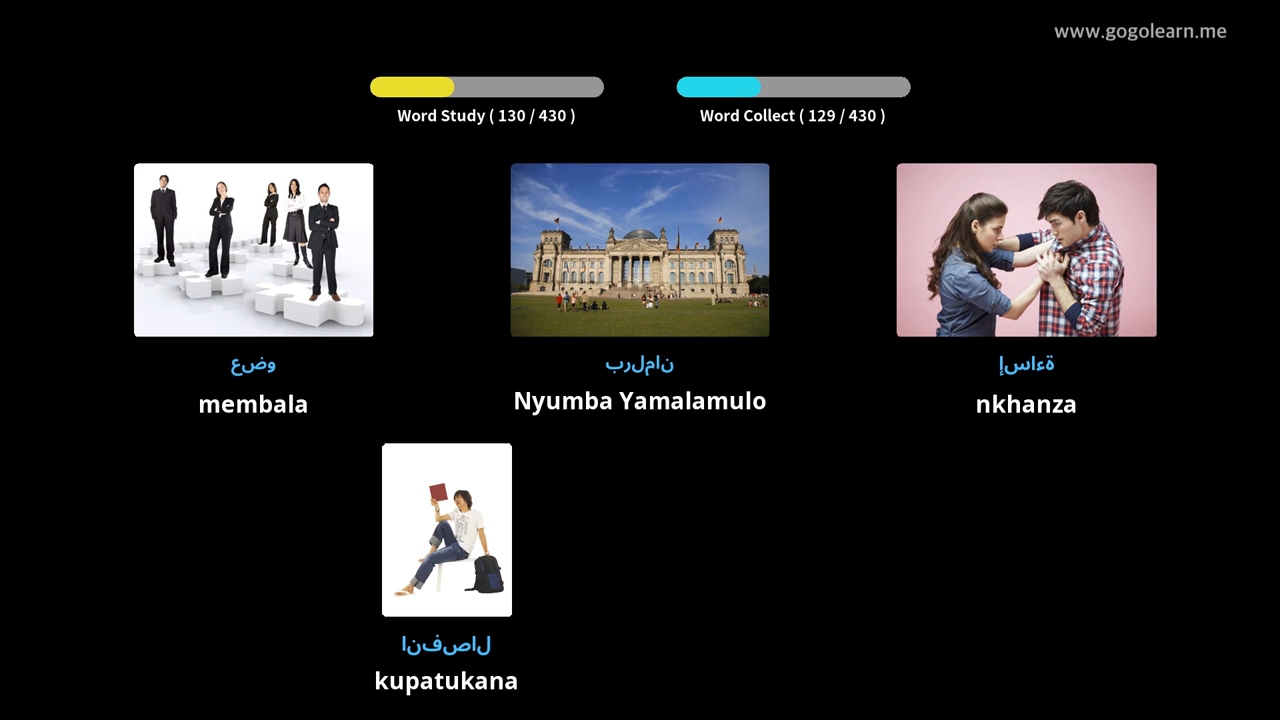 www.gogolearn.me
Word Study ( 130 / 430 )
Word Collect ( 129 / 430 )
عضو
برلمان
إساءة
membala
Nyumba Yamalamulo
nkhanza
انفصال
kupatukana